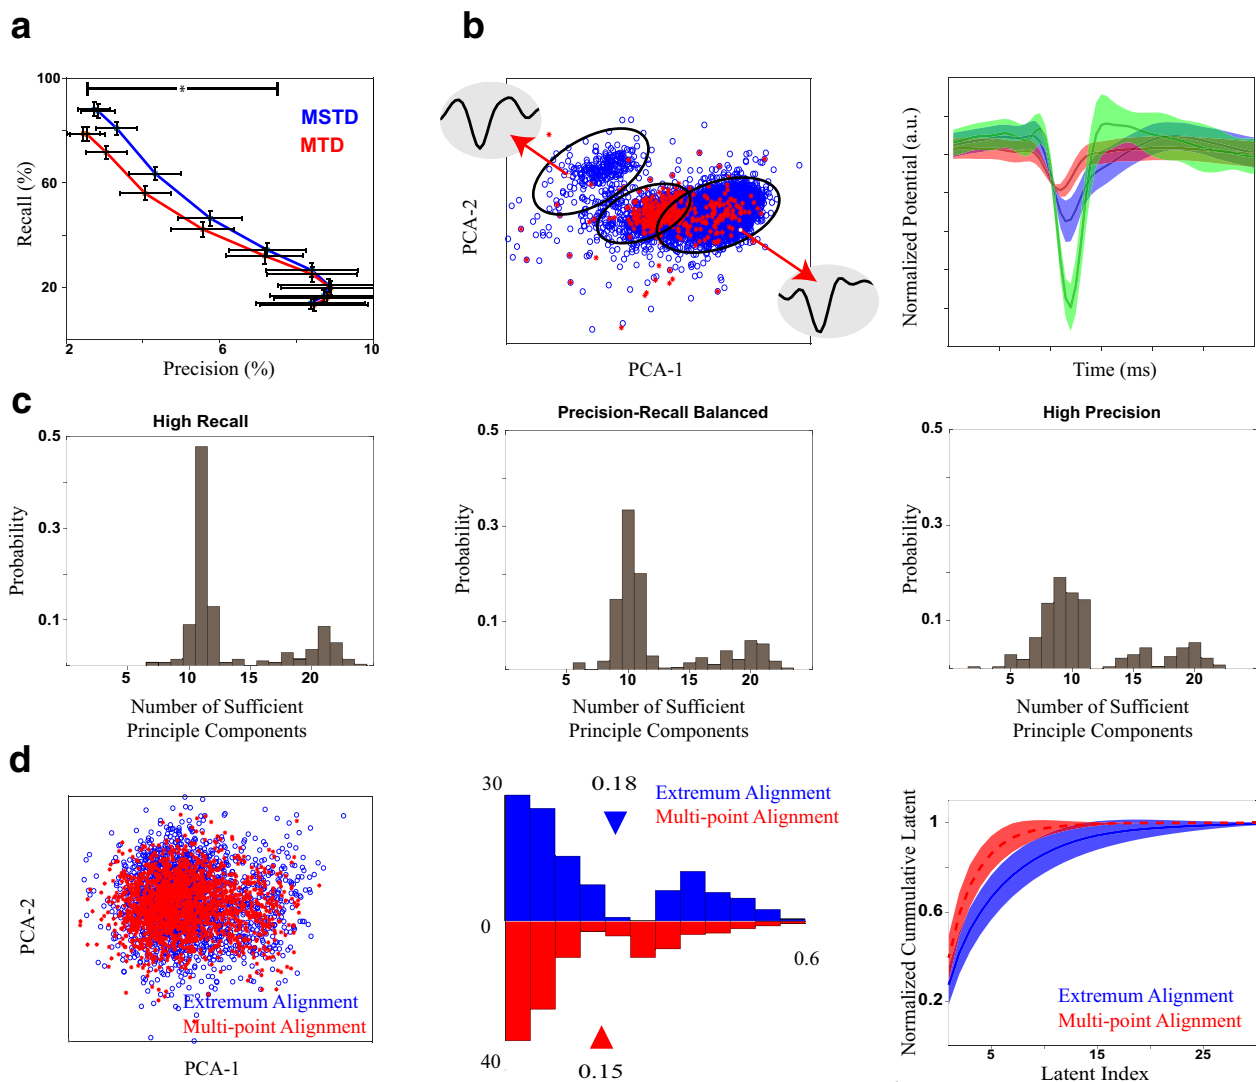 a
100
60
20
2
6
10
Recall (%)
Precision (%)
*
MSTD
MTD
b
PCA-2
PCA-1
Normalized Potential (a.u.)
Time (ms)
c
High Recall
0.5
0.3
0.1
Probability
5
10
15
20
Number of Sufficient
Principle Components
Precision-Recall Balanced
0.5
0.3
0.1
Probability
5
10
15
20
Number of Sufficient
Principle Components
High Precision
0.5
0.3
0.1
Probability
5
10
15
20
Number of Sufficient
Principle Components
d
PCA-2
Extremum Alignment
Multi-point Alignment
PCA-1
30
0
40
0.18
Extremum Alignment
Multi-point Alignment
0.6
0.15
Normalized Cummulative Latent
1
0.6
0.2
Extremum Alignment
Multi-point Alignment
5
15
25
Latent Index